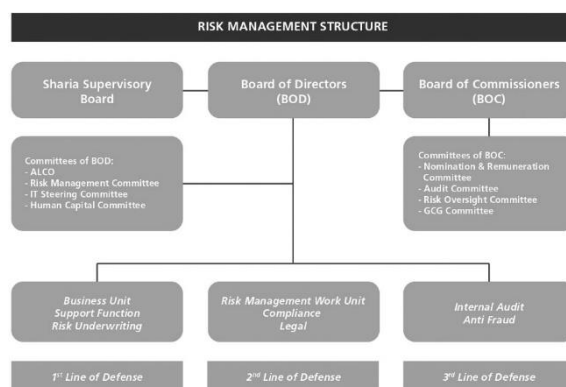 RISK MANAGEMENT STRUCTURE
Sharia Supervisory
Board
Board of Directors
(BOD)
Board of Commissioners
(BOC)
Committees of BOD:
- ALCO
- Risk Management Committee
- IT Steering Committee
- Human Capital Committee
Committees of BOC:
- Nomination & Remuneration
Committee
- Audit Committee
- Risk Oversight Committee
- GCG Committee
Business Unit
Support Function
Risk Underwriting
Risk Management Work Unit
Compliance
Legal
Internal Audit
Anti Fraud
1st Line of Defense
2nd Line of Defense
3rd Line of Defense